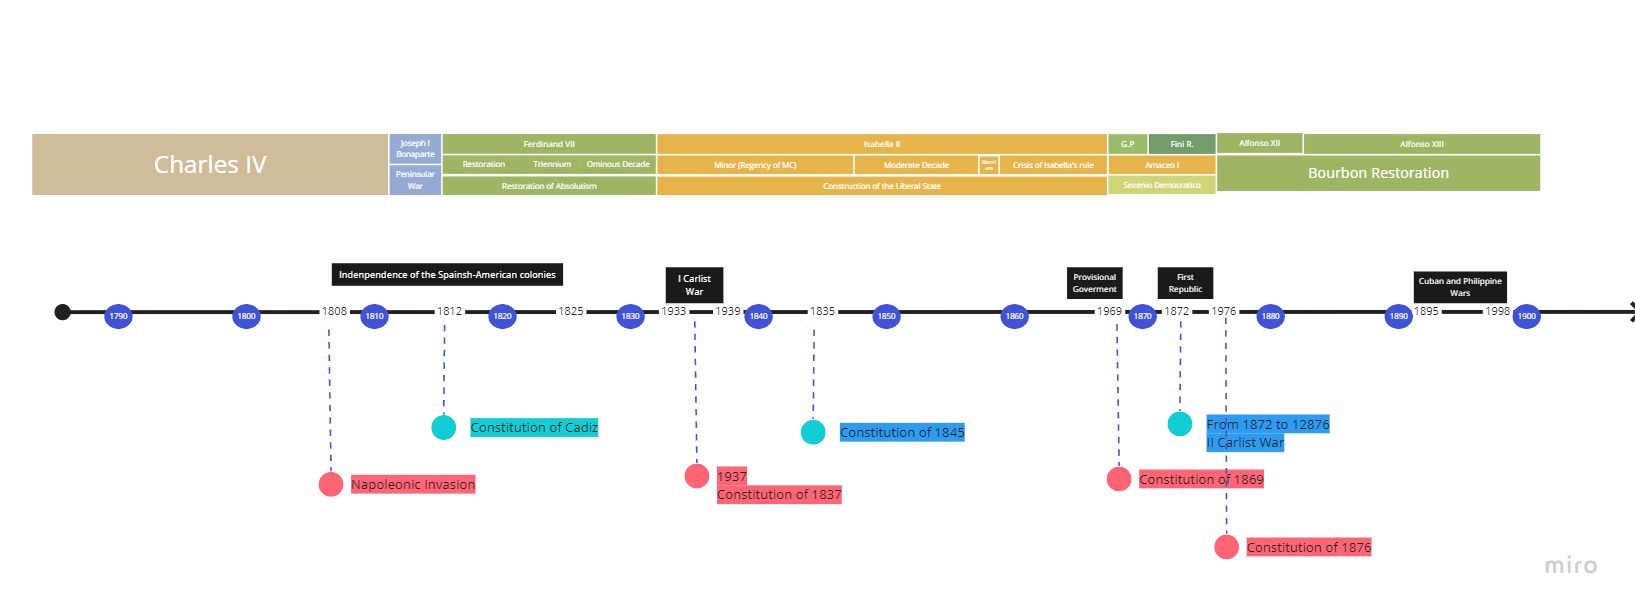 Charles IV
Joseph I
Bonaparte
Peninsular
War
Ferdinand VII
Restoration
Triennium
Ominous Decade
Restoration of Absolutism
Isabella II
Minor (Regency of MC)
Moderate Decade
Crisis of Isabella's rule
Construction of the Liberal State
G.P
Fini R.
Amaceo I
Sexenio Democratico
Alfonso XII
Alfonso XIII
Bourbon Restoration
Indenpendence of the Spainsh-American colonies
I Carlist
War
Provisional
Goverment
First
Republic
Cuban and Philippine
Wars
1790
1800
1808
1810
1812
1820
1825
1830
1933
1939
1840
1835
1850
1860
1969
1870
1872
1976
1880
1890
1895
1998
1900
Constitution of Cadiz
Napoleonic Invasion
1937
Constitution of 1837
Constitution of 1845
From 1872 to 12876
II Carlist War
Constitution of 1869
Constitution of 1876
miro